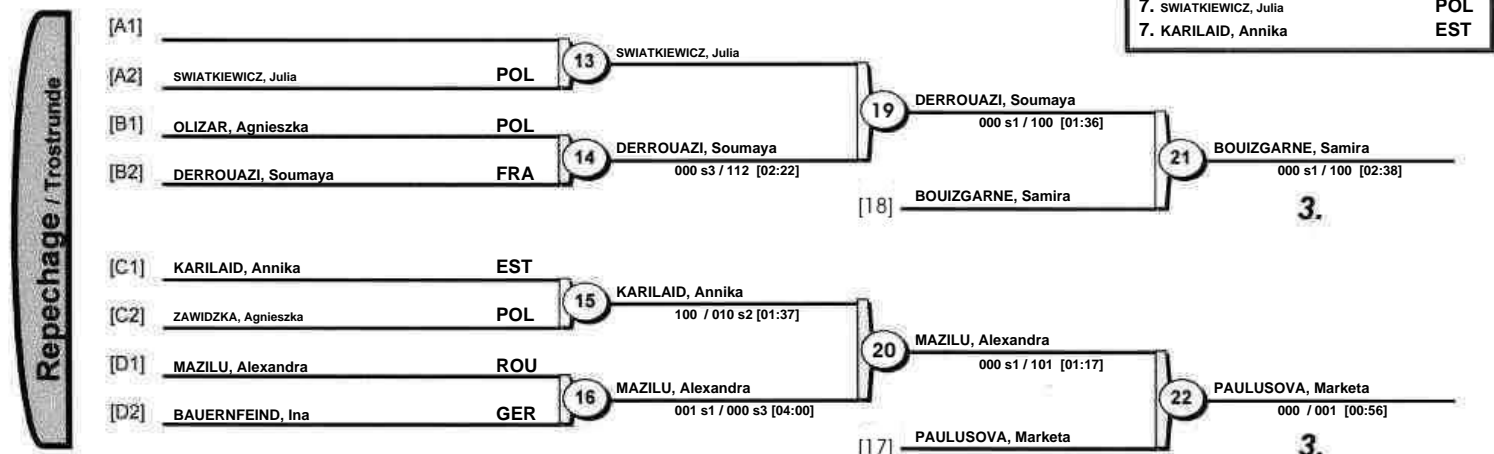 7. SWIATKIEWICZ, Julia POL
7. KARILAID, Annika EST
Repechage / Trostrunde
[A1]
[A2] SWIATKIEWICZ, Julia POL
13 SWIATKIEWICZ, Julia
[B1] OLIZAR, Agnieszka POL
[B2] DERROUAZI, Soumaya FRA
14 DERROUAZI, Soumaya
000 s3 / 112 [02:22]
19 DERROUAZI, Soumaya
000 s1 / 100 [01:36]
[18] BOUIZGARNE, Samira
21 BOUIZGARNE, Samira
000 s1 / 100 [02:38]
3.
[C1] KARILAID, Annika EST
[C2] ZAWIDZKA, Agnieszka POL
15 KARILAID, Annika
100 / 010 s2 [01:37]
[D1] MAZILU, Alexandra ROU
[D2] BAUERNFEIND, Ina GER
16 MAZILU, Alexandra
001 s1 / 000 s3 [04:00]
20 MAZILU, Alexandra
000 s1 / 101 [01:17]
[17] PAULUSOVA, Marketa
22 PAULUSOVA, Marketa
000 / 001 [00:56]
3.